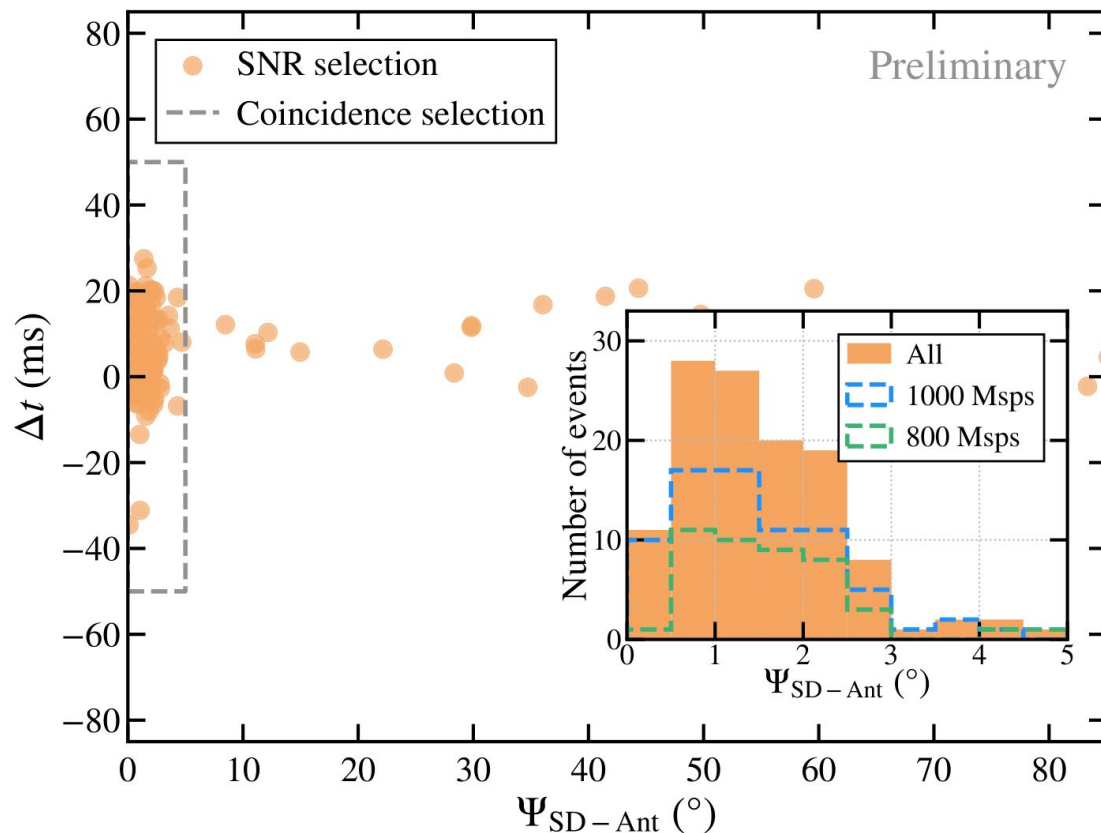 SNR selection
Coincidence selection
Preliminary
80
60
40
20
0
−20
−40
−60
−80
Δt (ms)
0 10 20 30 40 50 60 70 80
Ψ_SD−Ant (°)
All
1000 Msps
800 Msps
30
20
10
0
Number of events
0 1 2 3 4 5
Ψ_SD−Ant (°)